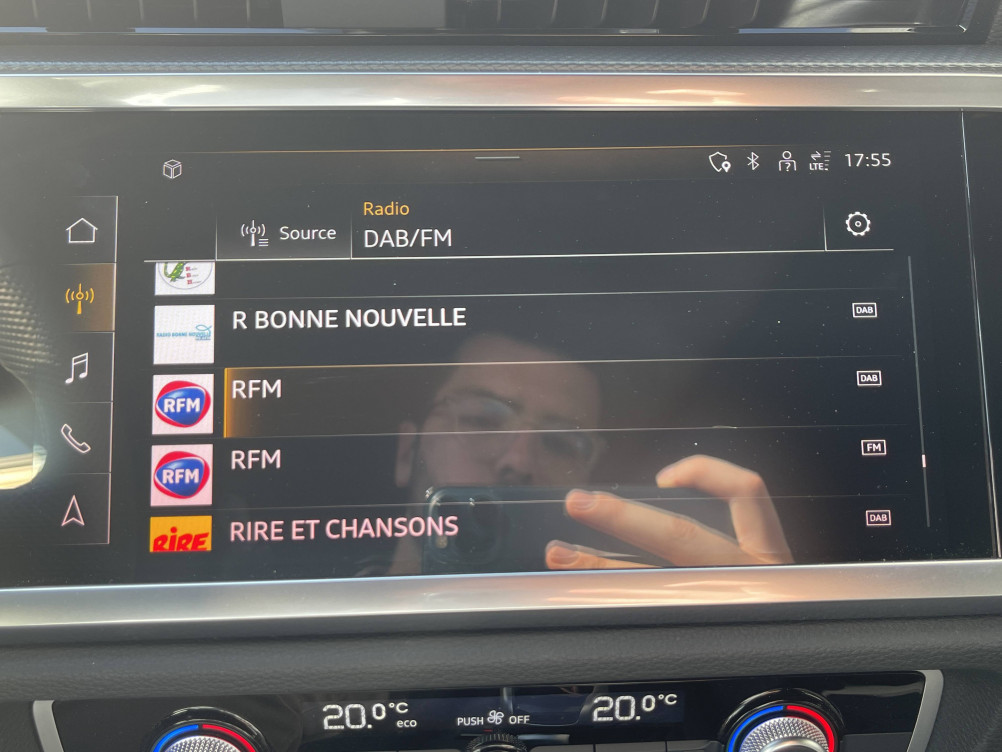 LTE
17:55
Source
Radio
DAB/FM
R BONNE NOUVELLE
DAB
RFM
RFM
DAB
RFM
RFM
FM
RIRE
RIRE ET CHANSONS
DAB
20.0°C
eco
PUSH OFF
20.0°C